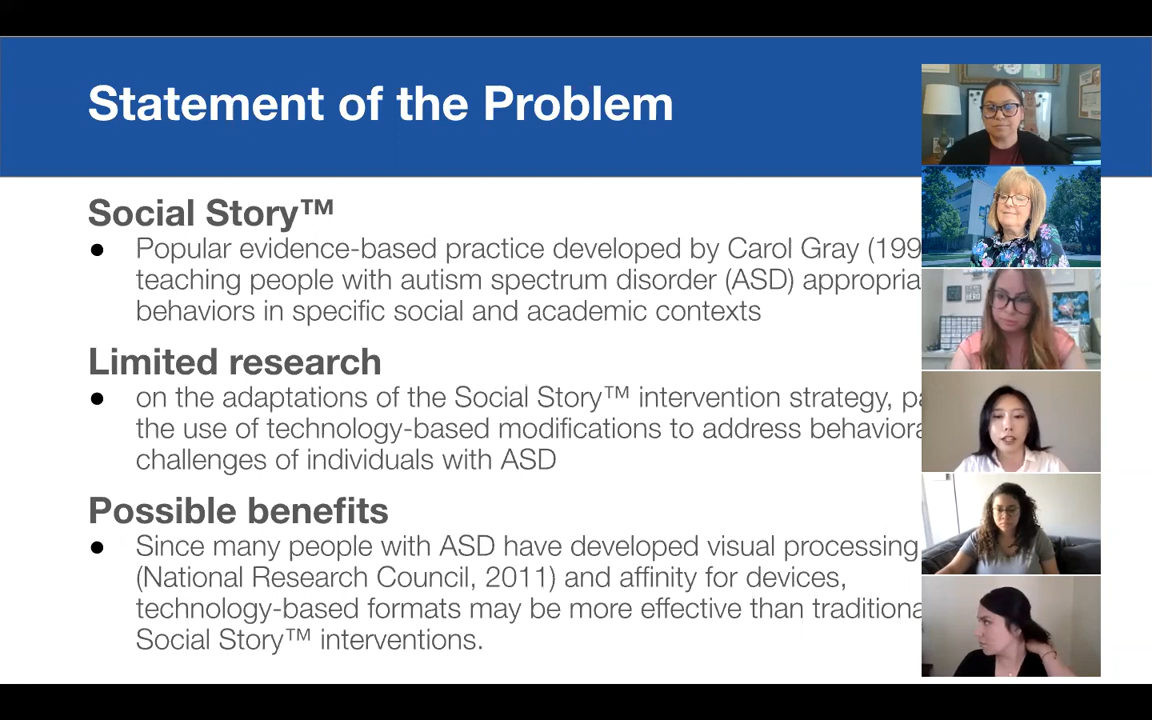 Statement of the Problem
Social Story™
● Popular evidence-based practice developed by Carol Gray (199
teaching people with autism spectrum disorder (ASD) appropria
behaviors in specific social and academic contexts
Limited research
● on the adaptations of the Social Story™ intervention strategy, pa
the use of technology-based modifications to address behaviora
challenges of individuals with ASD
Possible benefits
● Since many people with ASD have developed visual processing
(National Research Council, 2011) and affinity for devices,
technology-based formats may be more effective than traditiona
Social Story™ interventions.